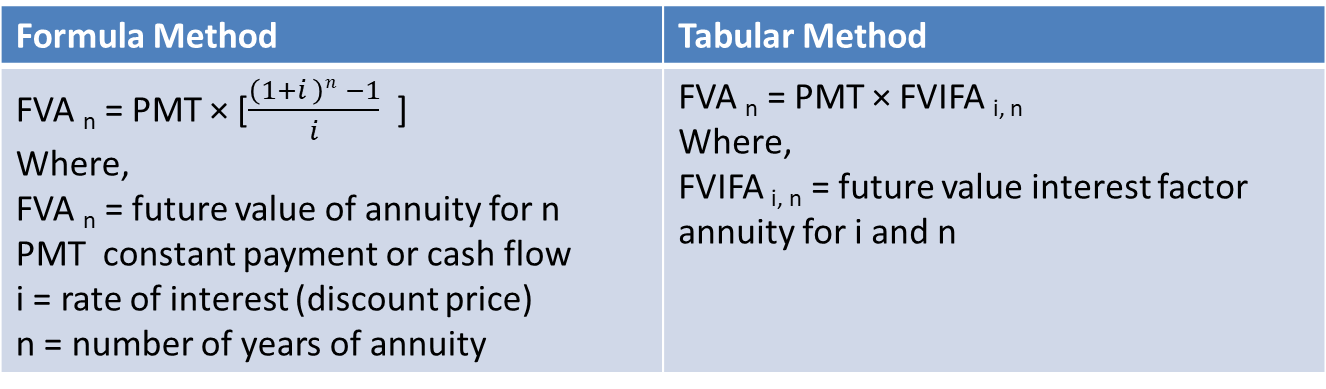 Formula Method
FVA n = PMT × [((1+i )^n −1)/i ]
Where,
FVA n = future value of annuity for n
PMT  constant payment or cash flow
i = rate of interest (discount price)
n = number of years of annuity
Tabular Method
FVA n = PMT × FVIFA i, n
Where,
FVIFA i, n = future value interest factor
annuity for i and n